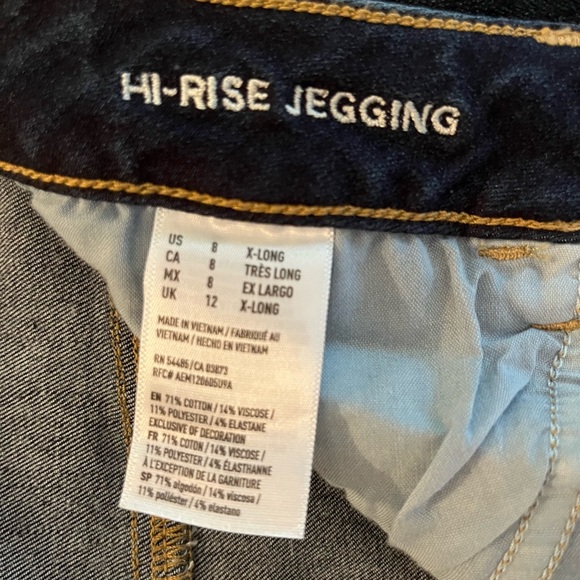 HI-RISE JEGGING
US 8 X-LONG
CA 8 TRÈS LONG
MX 8 EX LARGO
UK 12 X-LONG
MADE IN VIETNAM / FABRIQUÉ AU
VIETNAM / HECHO EN VIETNAM
RN 54485 / CA 03873
RFC# AEM120605U9A
EN 71% COTTON / 14% VISCOSE /
11% POLYESTER / 4% ELASTANE
EXCLUSIVE OF DECORATION
FR 71% COTON / 14% VISCOSE /
11% POLYESTER / 4% ÉLASTHANNE
À L'EXCEPTION DE LA GARNITURE
SP 71% algodón / 14% viscosa /
11% poliéster / 4% elastano